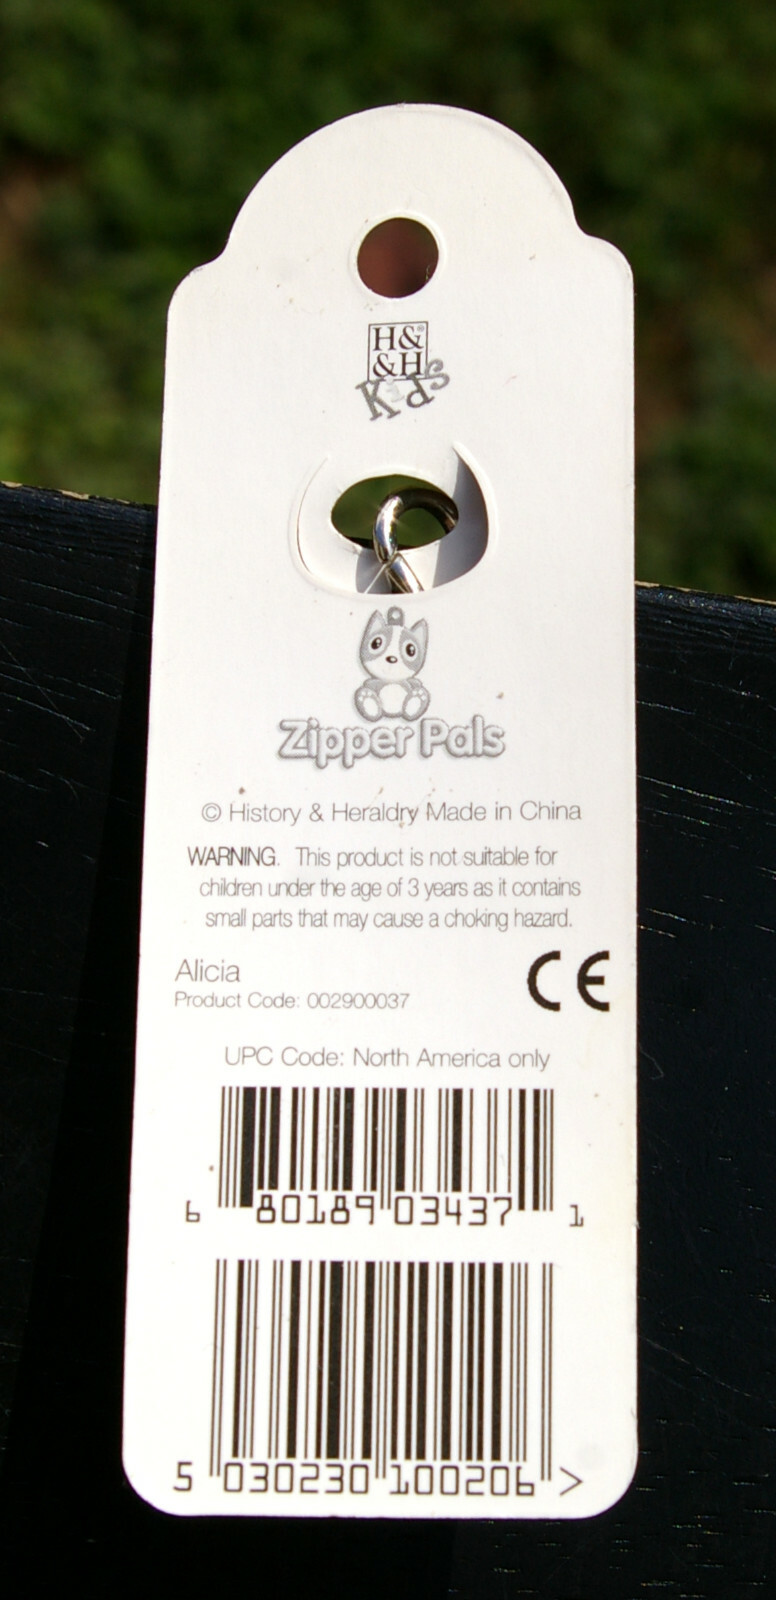 H&®
&H
Kids
Zipper Pals
© History & Heraldry Made in China
WARNING. This product is not suitable for
children under the age of 3 years as it contains
small parts that may cause a choking hazard.
Alicia
CE
Product Code: 002900037
UPC Code: North America only
6 80189 03437 1
5 030230 100206 >